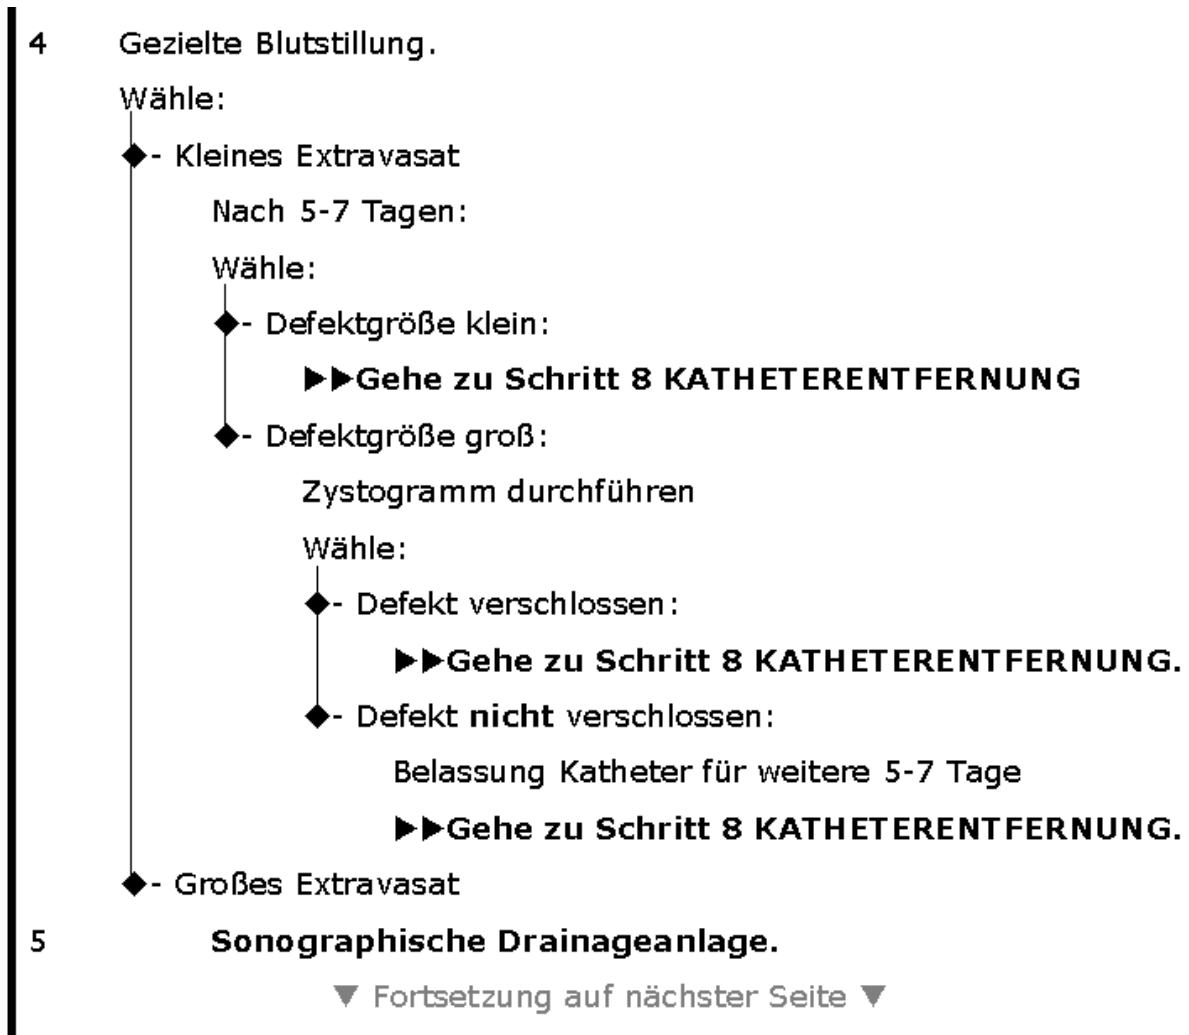 4 Gezielte Blutstillung.
Wähle:
- Kleines Extravasat
Nach 5-7 Tagen:
Wähle:
- Defektgröße klein:
▶▶Gehe zu Schritt 8 KATHETERENTFERNUNG
- Defektgröße groß:
Zystogramm durchführen
Wähle:
- Defekt verschlossen:
▶▶Gehe zu Schritt 8 KATHETERENTFERNUNG.
- Defekt nicht verschlossen:
Belassung Katheter für weitere 5-7 Tage
▶▶Gehe zu Schritt 8 KATHETERENTFERNUNG.
- Großes Extravasat
5 Sonographische Drainageanlage.
▼ Fortsetzung auf nächster Seite ▼